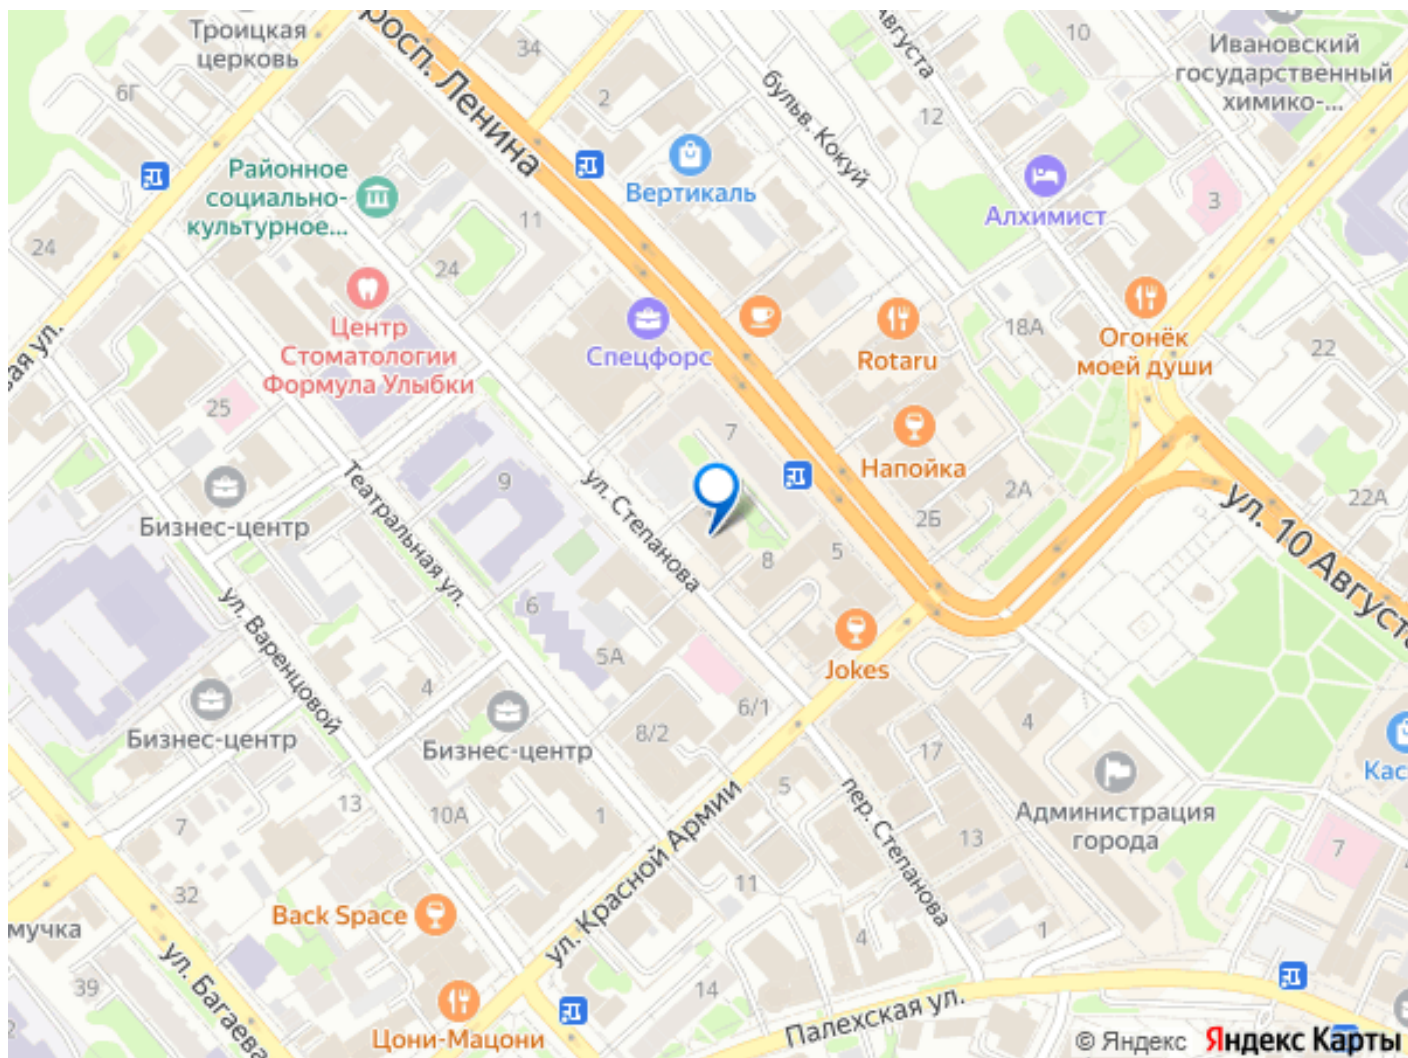 Троицкая
церковь
просп. Ленина
34
6Г
2
10
Августа
бульв. Кокуй
12
Ивановский
государственный
химико-...
Районное
социально-
культурное...
Вертикаль
Алхимист
3
11
24
24
Центр
Стоматологии
Формула Улыбки
Спецфорс
Rotaru
18А
Огонёк
моей души
22
25
7
Напойка
2А
22А
ул. 10 Августа
9
ул. Степанова
2Б
Бизнес-центр
Театральная ул.
8
5
ул. Варенцовой
6
5А
Jokes
4
6/1
8/2
Бизнес-центр
Бизнес-центр
4
17
Администрация
города
Кас
5
пер. Степанова
13
10А
1
7
13
7
ул. Красной Армии
32
11
Back Space
мучка
4
1
ул. Багаева
39
14
Цони-Мацони
Палехская ул.
2
© Яндекс Яндекс Карты